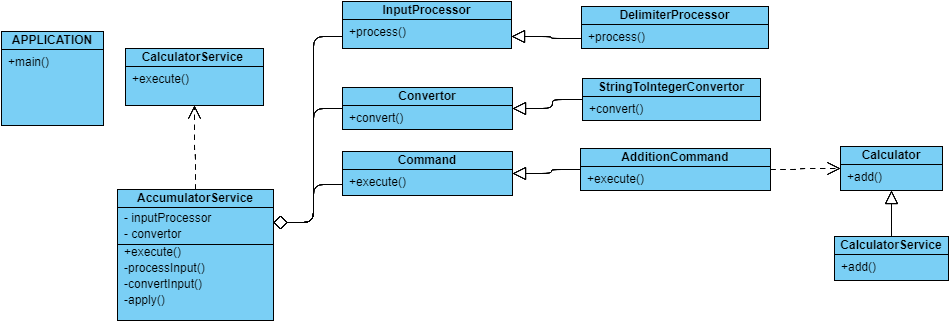 APPLICATION
+main()
CalculatorService
+execute()
AccumulatorService
- inputProcessor
- convertor
+execute()
-processInput()
-convertInput()
-apply()
InputProcessor
+process()
DelimiterProcessor
+process()
Convertor
+convert()
StringToIntegerConvertor
+convert()
Command
+execute()
AdditionCommand
+execute()
Calculator
+add()
CalculatorService
+add()